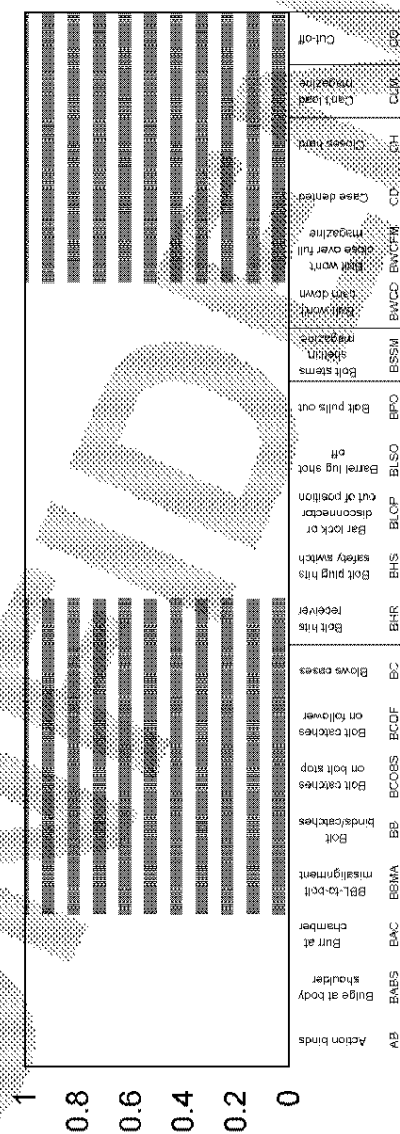 1
0.8
0.6
0.4
0.2
0
Action binds
AB
Bulge at body
shoulder
BABS
Burr at
chamber
BAC
BBL-to-bolt
misalignment
BBMA
Bolt
binds/catches
BB
Bolt catches
on bolt stop
BCOBS
Bolt catches
on follower
BCOF
Blows cases
BC
Bolt hits
receiver
BHR
Bolt plug hits
safety switch
BHS
Bar lock or
disconnector
out of position
BLOP
Barrel lug shot
off
BLSO
Bolt pulls out
BPO
Bolt stems
shell in
magazine
BSSM
Bolt won't
cam down
BWCD
Bolt won't
close over full
magazine
BWCFM
Case dented
CD
Closes hard
CH
Can't load
magazine
CLM
Cut-off
CO